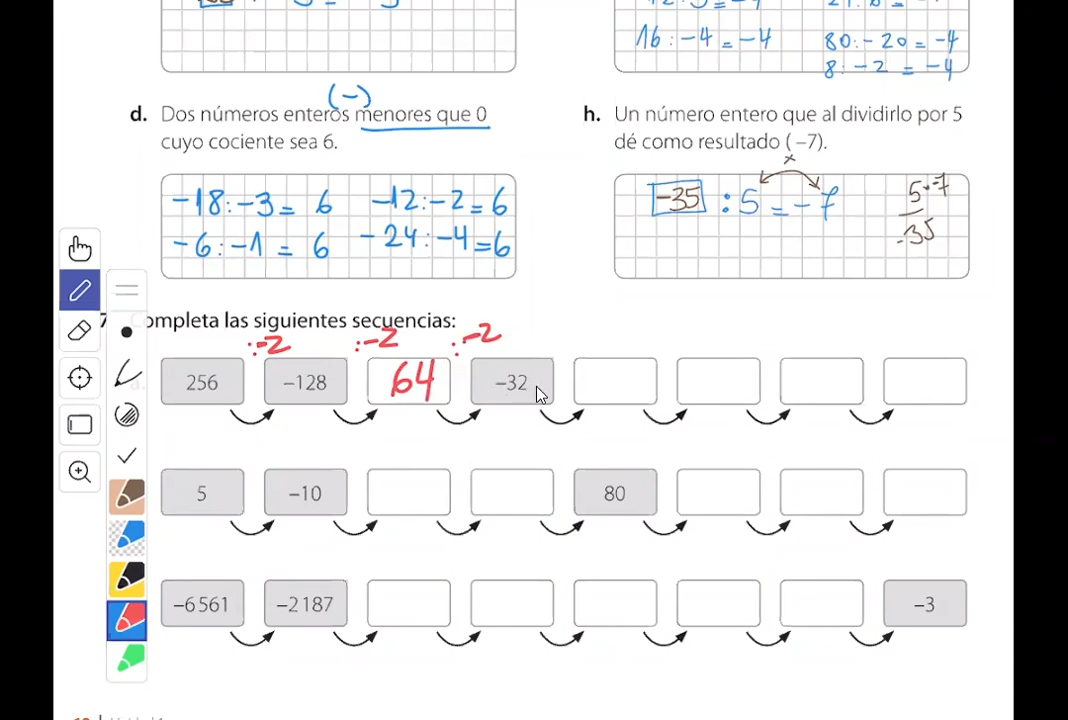 16 : -4 = -4
80 : -20 = -4
8 : -2 = -4
(-)
d. Dos números enteros menores que 0
cuyo cociente sea 6.
h. Un número entero que al dividirlo por 5
dé como resultado (-7).
-18 : -3 = 6 -12 : -2 = 6
-6 : -1 = 6 -24 : -4 = 6
x
-35 : 5 = -7
5·-7
-35
ompleta las siguientes secuencias:
:-2 :-2 :-2
256 -128 64 -32
5 -10 80
-6561 -2187 -3